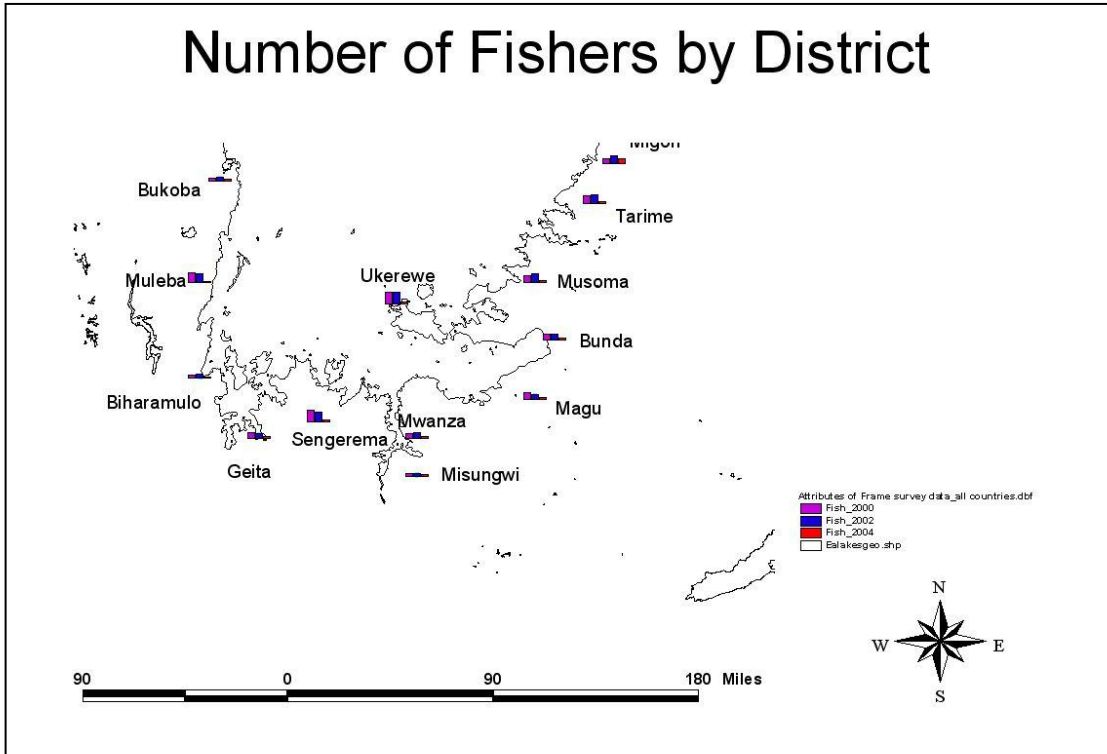 Number of Fishers by District
Bukoba
Tarime
Muleba
Ukerewe
Musoma
Bunda
Biharamulo
Magu
Mwanza
Sengerema
Geita
Misungwi
Attributes of Frame survey data_all countries.dbf
Fish_2000
Fish_2002
Fish_2004
Ealakesgeo.shp
N
W E
S
90 0 90 180 Miles